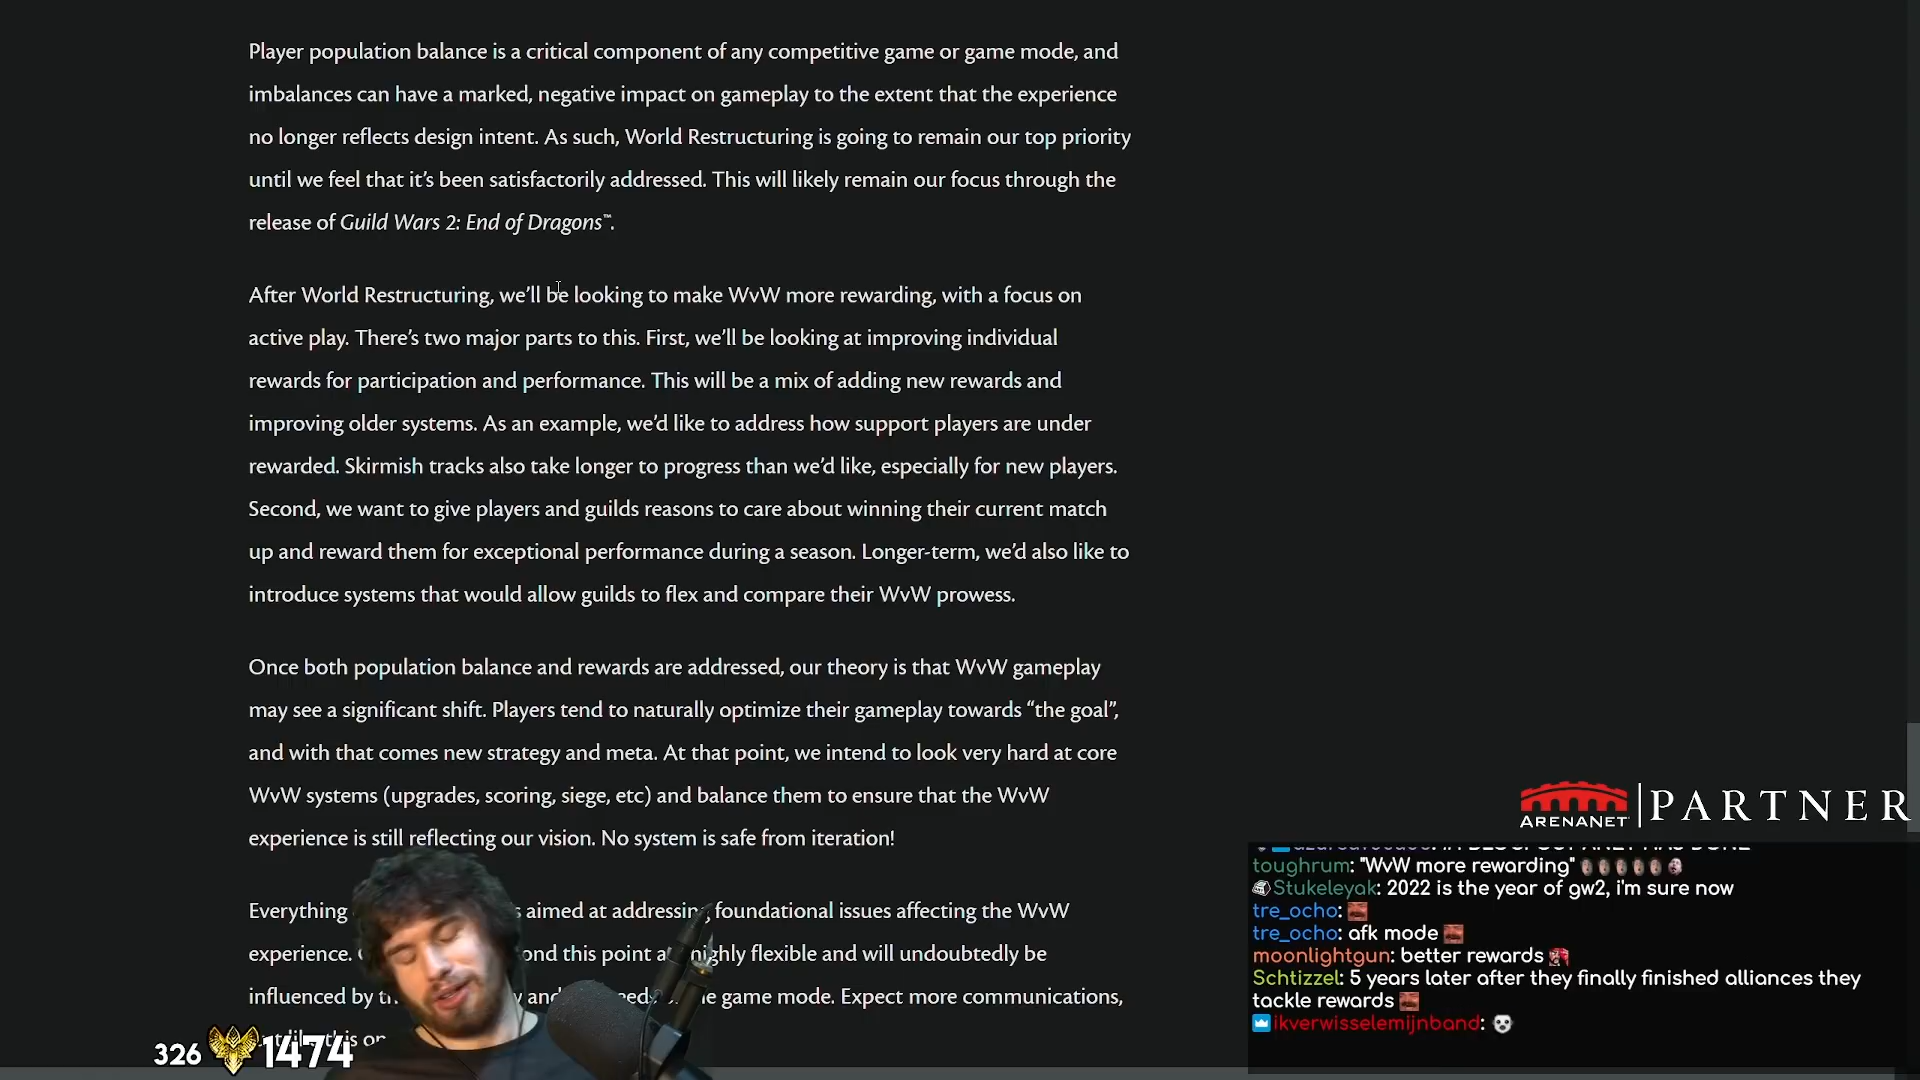 Player population balance is a critical component of any competitive game or game mode, and
imbalances can have a marked, negative impact on gameplay to the extent that the experience
no longer reflects design intent. As such, World Restructuring is going to remain our top priority
until we feel that it’s been satisfactorily addressed. This will likely remain our focus through the
release of Guild Wars 2: End of Dragons™.
After World Restructuring, we’ll be looking to make WvW more rewarding, with a focus on
active play. There’s two major parts to this. First, we’ll be looking at improving individual
rewards for participation and performance. This will be a mix of adding new rewards and
improving older systems. As an example, we’d like to address how support players are under
rewarded. Skirmish tracks also take longer to progress than we’d like, especially for new players.
Second, we want to give players and guilds reasons to care about winning their current match
up and reward them for exceptional performance during a season. Longer-term, we’d also like to
introduce systems that would allow guilds to flex and compare their WvW prowess.
Once both population balance and rewards are addressed, our theory is that WvW gameplay
may see a significant shift. Players tend to naturally optimize their gameplay towards “the goal”,
and with that comes new strategy and meta. At that point, we intend to look very hard at core
WvW systems (upgrades, scoring, siege, etc) and balance them to ensure that the WvW
experience is still reflecting our vision. No system is safe from iteration!
Everything aimed at addressing foundational issues affecting the WvW
experience. this point highly flexible and will undoubtedly be
influenced by game mode. Expect more communications,
326 1474
ARENANET PARTNER
toughrum: "WvW more rewarding"
Stukeleyak: 2022 is the year of gw2, i'm sure now
tre_ocho:
tre_ocho: afk mode
moonlightgun: better rewards
Schtizzel: 5 years later after they finally finished alliances they
tackle rewards
ikverwisselemijnband: